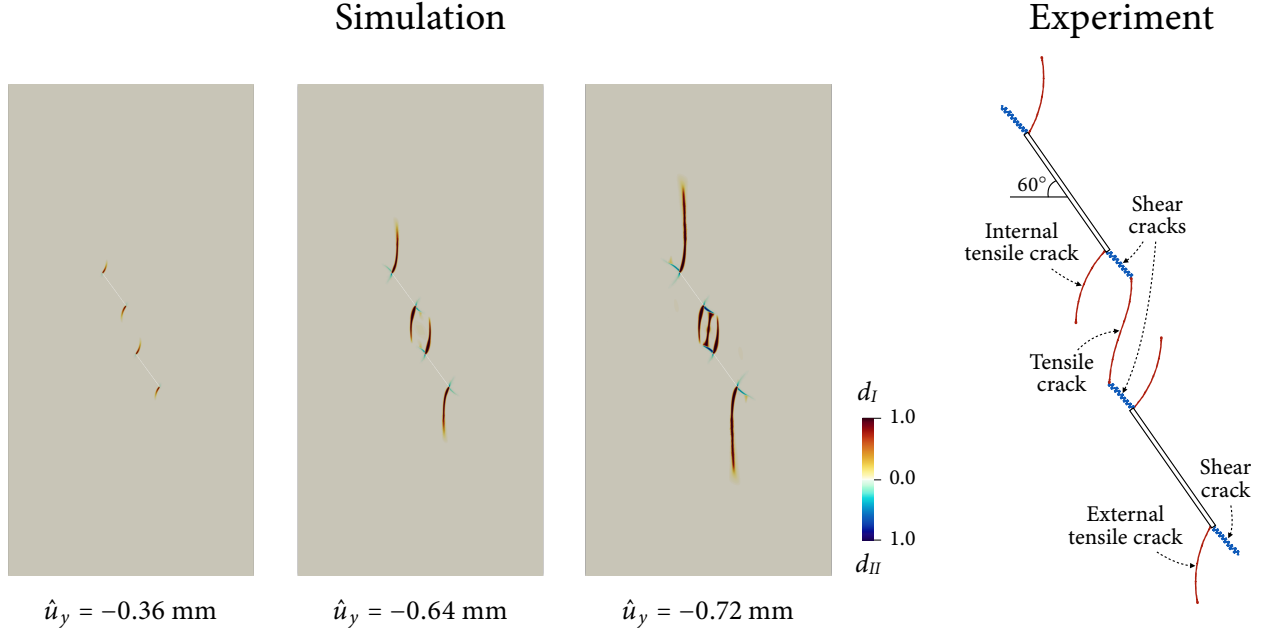 Simulation
Experiment
60°
Shear
cracks
Internal
tensile crack
Tensile
crack
d_I
1.0
0.0
1.0
d_II
Shear
crack
External
tensile crack
û_y = −0.36 mm
û_y = −0.64 mm
û_y = −0.72 mm